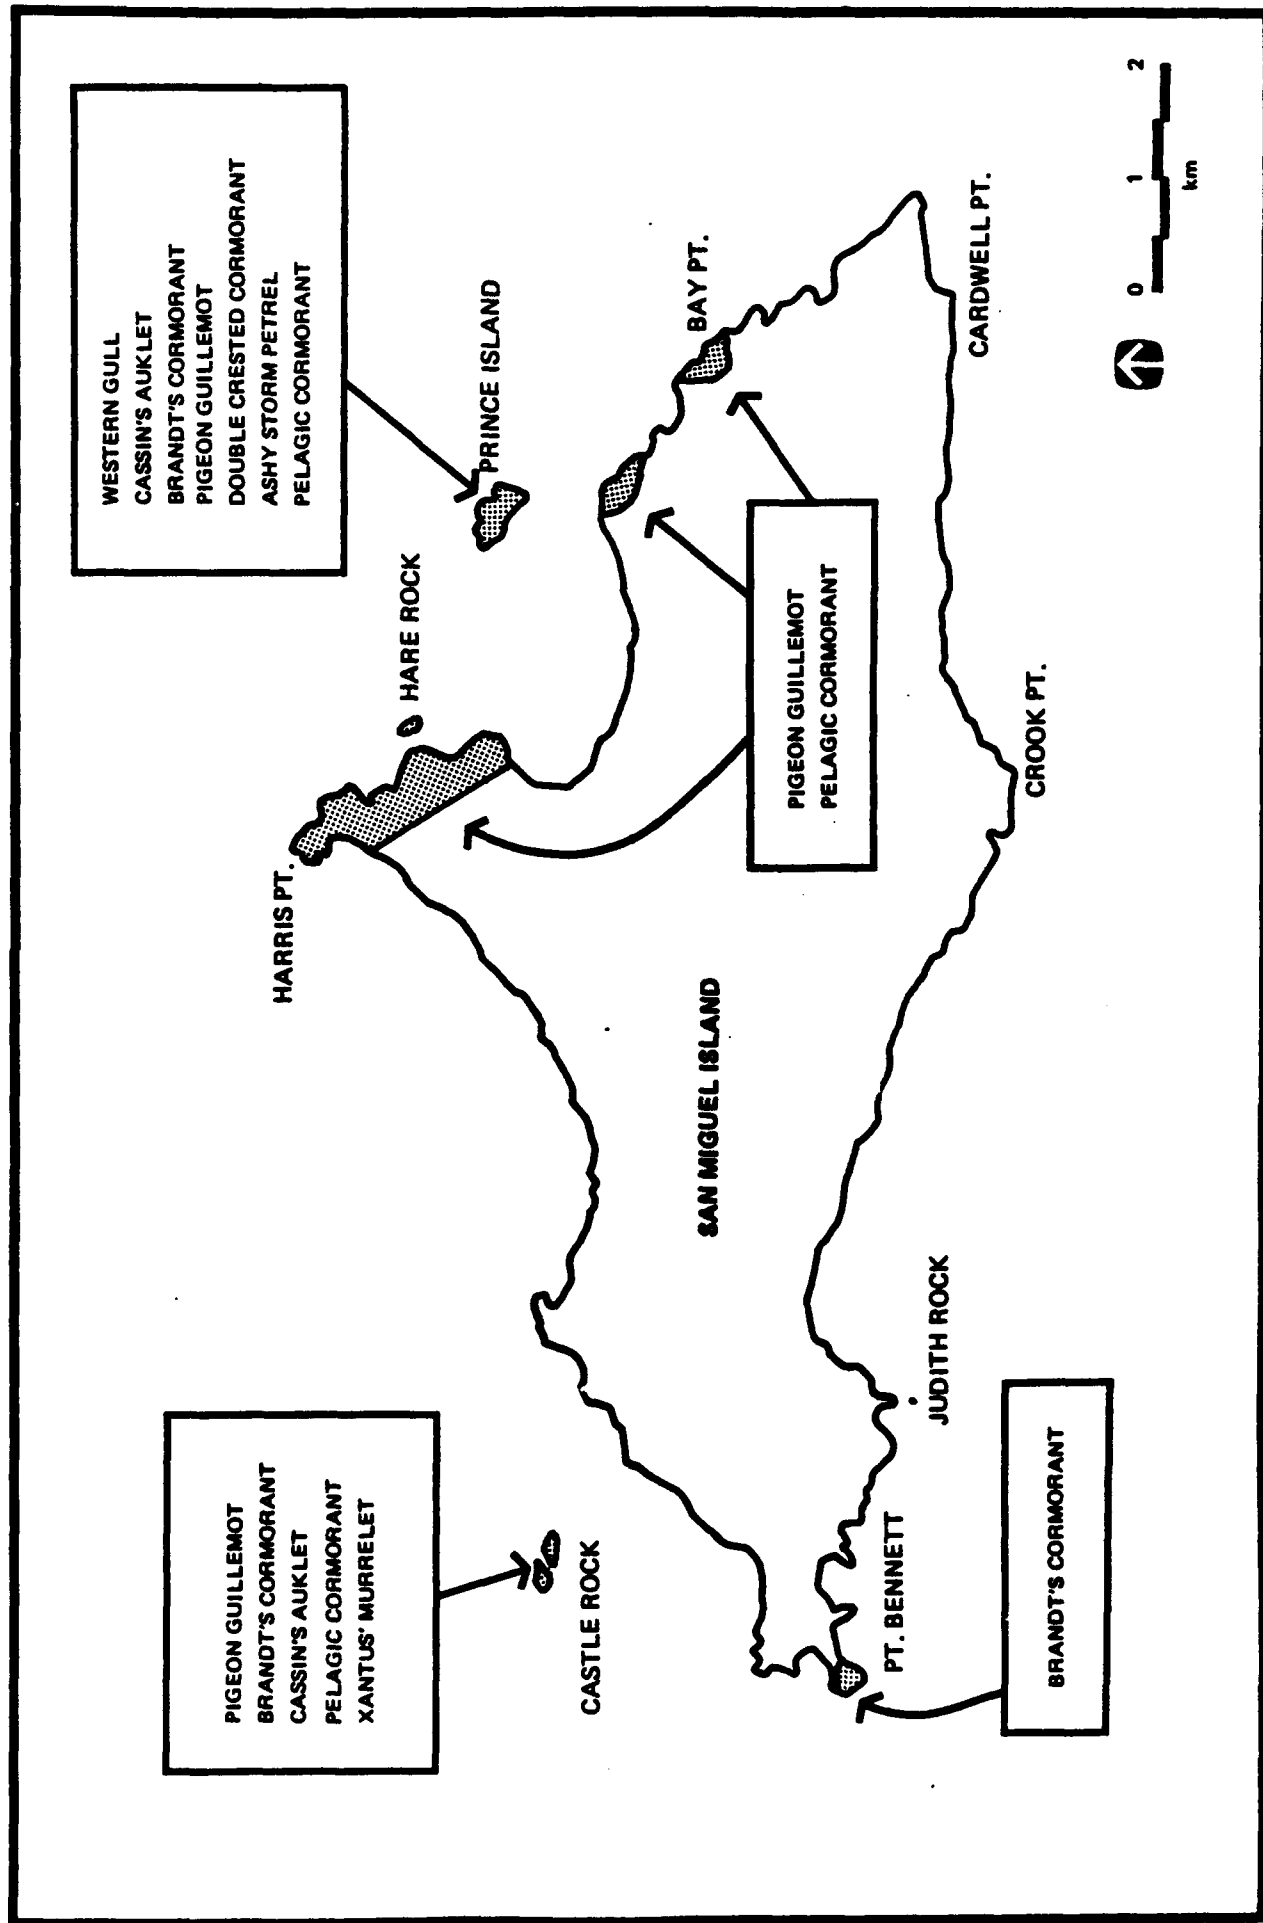 WESTERN GULL
CASSIN'S AUKLET
BRANDT'S CORMORANT
PIGEON GUILLEMOT
DOUBLE CRESTED CORMORANT
ASHY STORM PETREL
PELAGIC CORMORANT
PIGEON GUILLEMOT
BRANDT'S CORMORANT
CASSIN'S AUKLET
PELAGIC CORMORANT
XANTUS' MURRELET
HARRIS PT.
HARE ROCK
PRINCE ISLAND
CASTLE ROCK
BAY PT.
SAN MIGUEL ISLAND
PIGEON GUILLEMOT
PELAGIC CORMORANT
PT. BENNETT
JUDITH ROCK
CROOK PT.
CARDWELL PT.
BRANDT'S CORMORANT
0 1 2
km